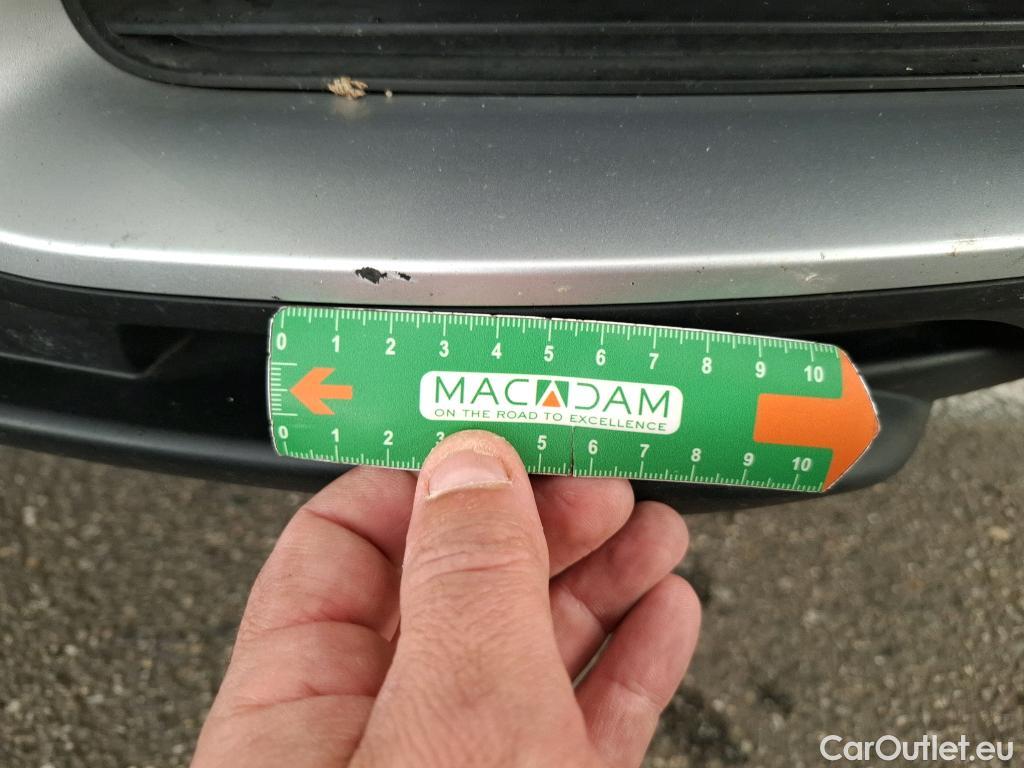 0 1 2 3 4 5 6 7 8 9 10
MACADAM
ON THE ROAD TO EXCELLENCE
0 1 2 3 5 6 7 8 9 10
CarOutlet.eu